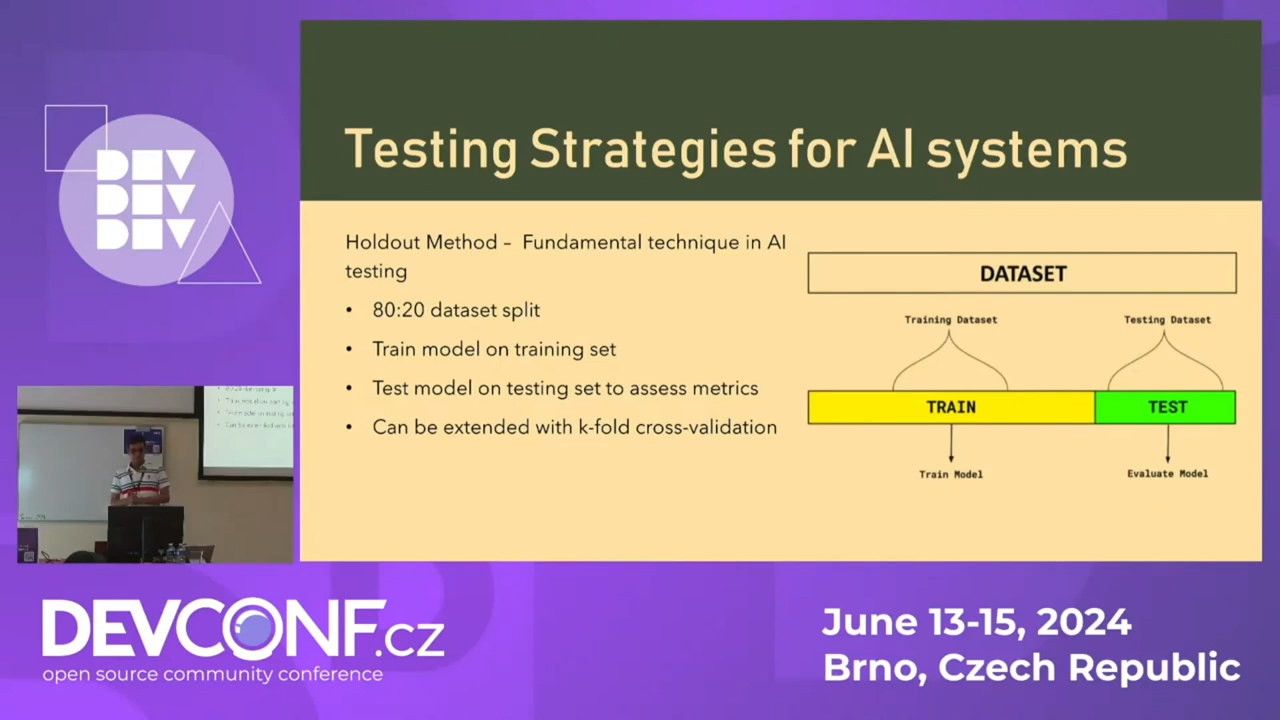 DEV
DEV
DEV
Testing Strategies for AI systems
Holdout Method – Fundamental technique in AI
testing
• 80:20 dataset split
• Train model on training set
• Test model on testing set to assess metrics
• Can be extended with k-fold cross-validation
DATASET
Training Dataset
Testing Dataset
TRAIN
TEST
Train Model
Evaluate Model
DEVCONF.cz
open source community conference
June 13-15, 2024
Brno, Czech Republic